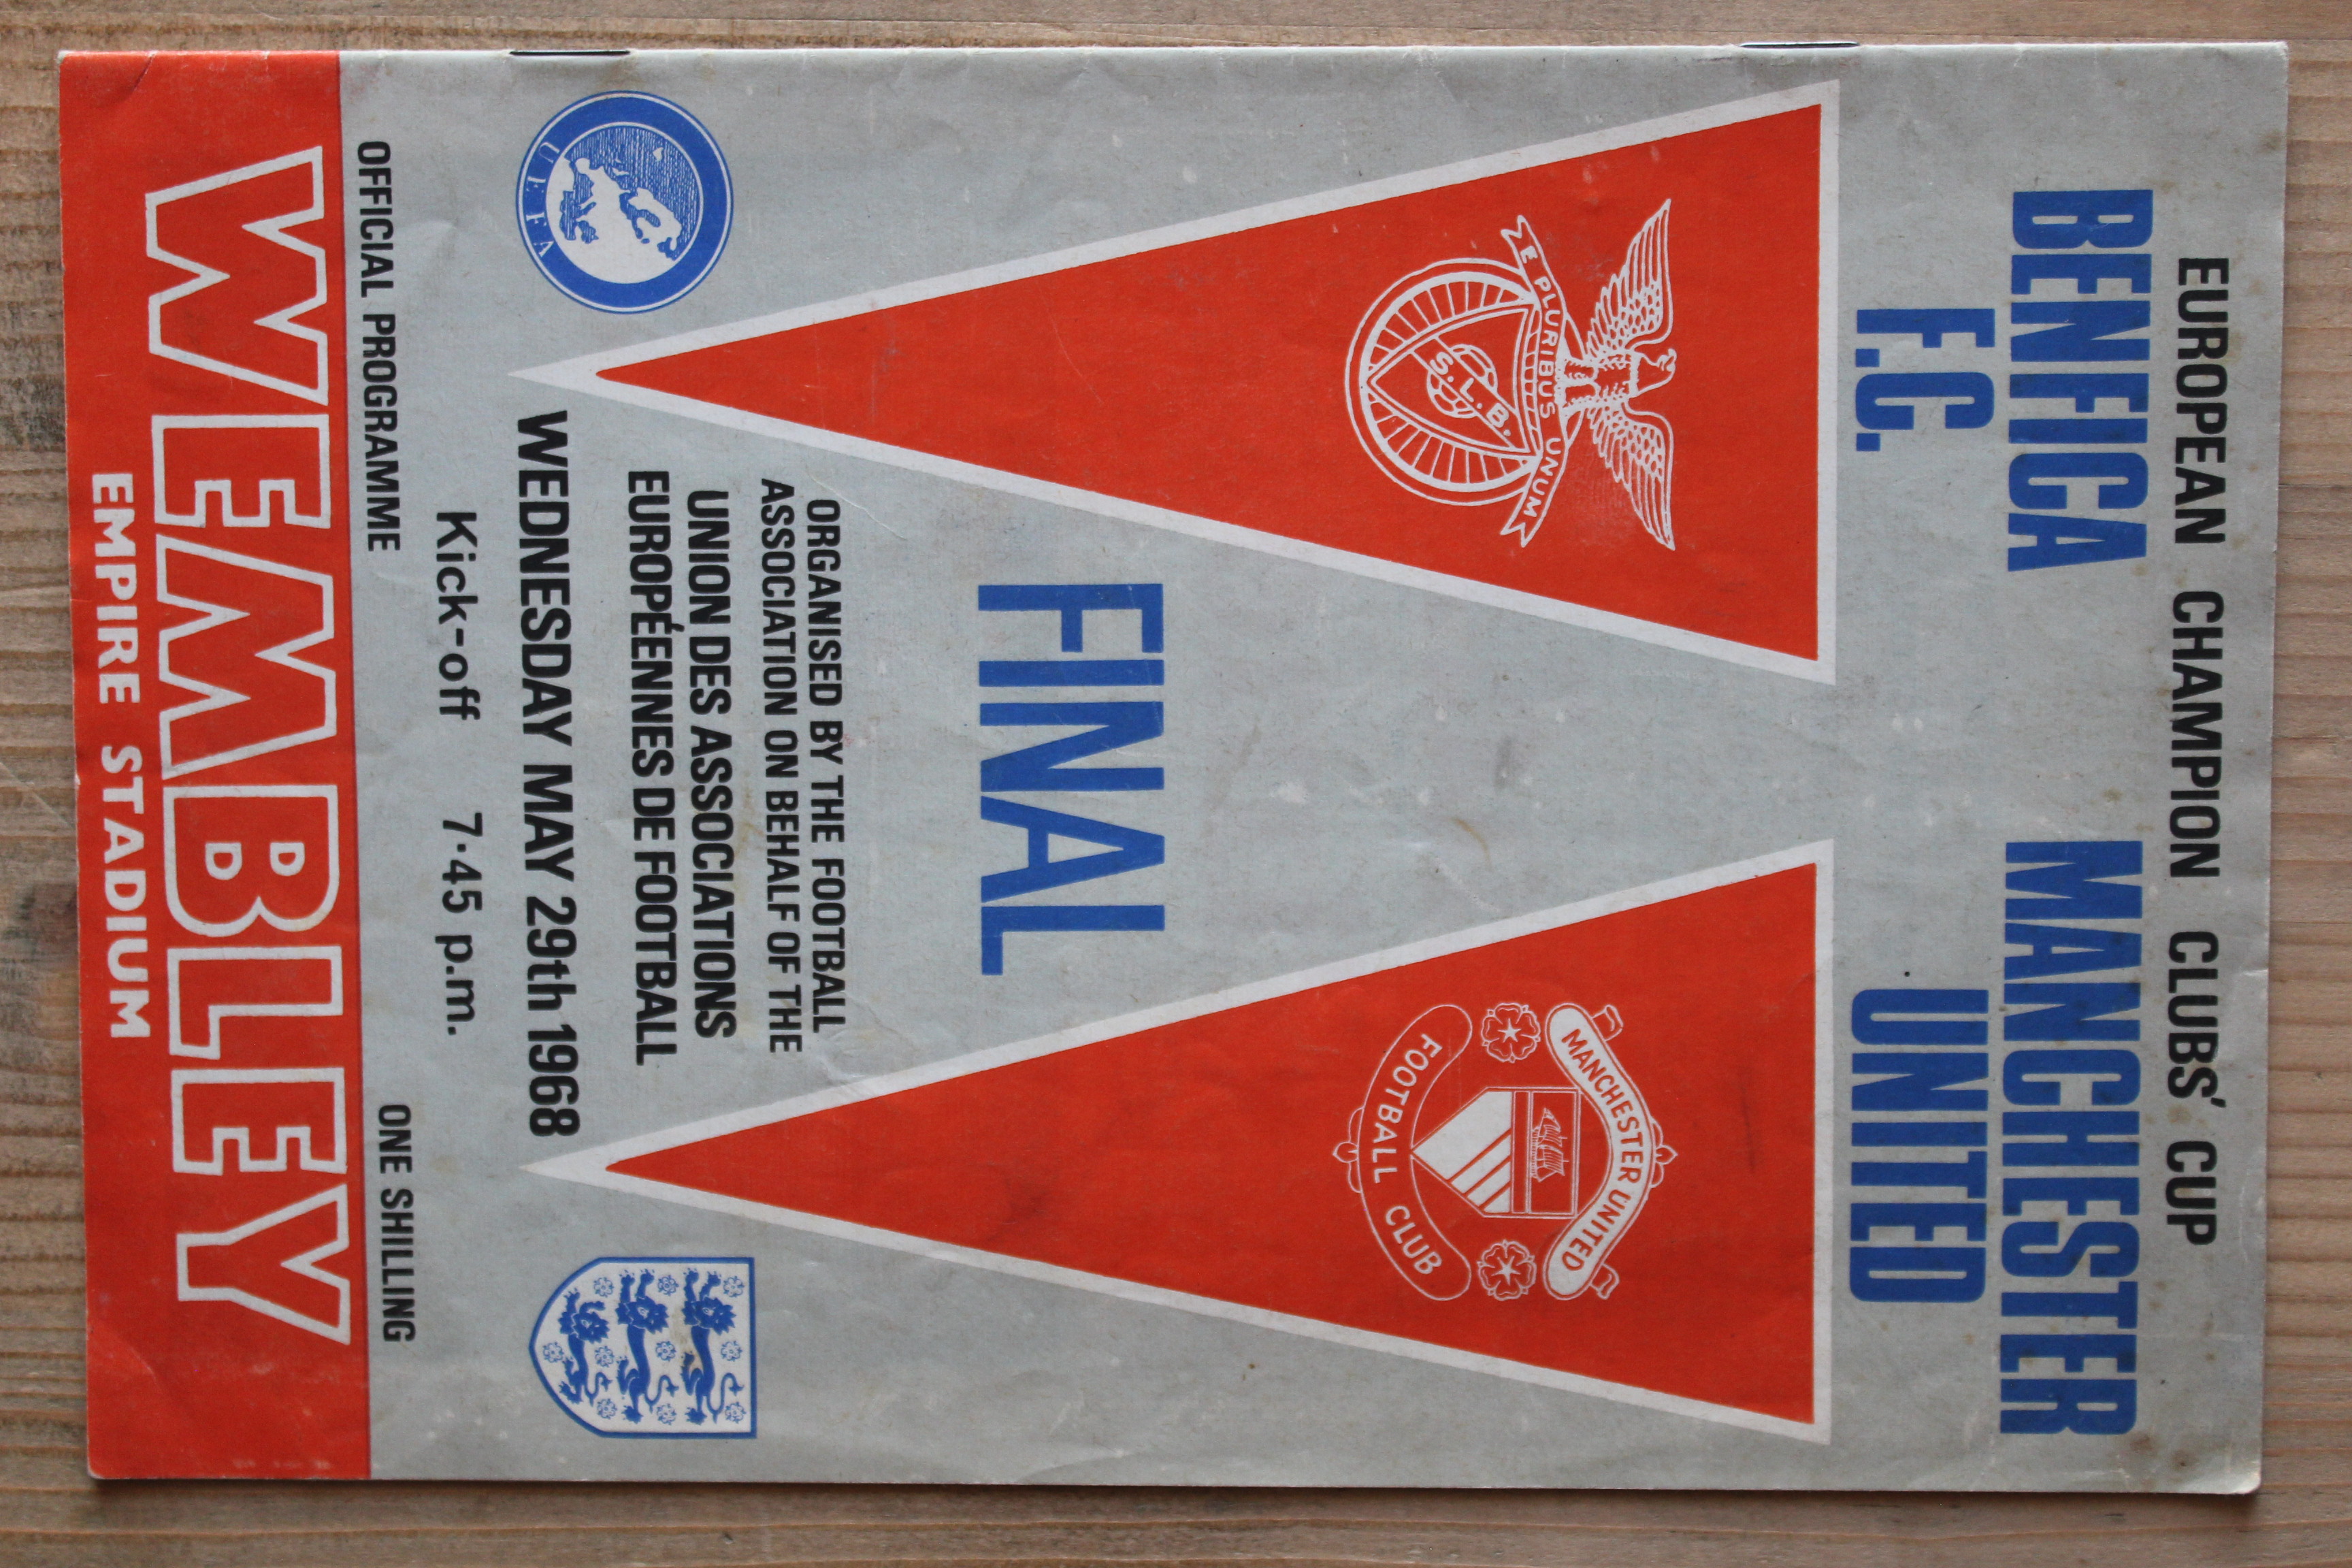 EUROPEAN CHAMPION CLUBS' CUP
BENFICA
F.C.
MANCHESTER
UNITED
E PLURIBUS UNUM
S.L.B.
MANCHESTER UNITED
FOOTBALL CLUB
FINAL
ORGANISED BY THE FOOTBALL
ASSOCIATION ON BEHALF OF THE
UNION DES ASSOCIATIONS
EUROPÉENNES DE FOOTBALL
UEFA
WEDNESDAY MAY 29th 1968
Kick-off 7·45 p.m.
OFFICIAL PROGRAMME
ONE SHILLING
WEMBLEY
EMPIRE STADIUM